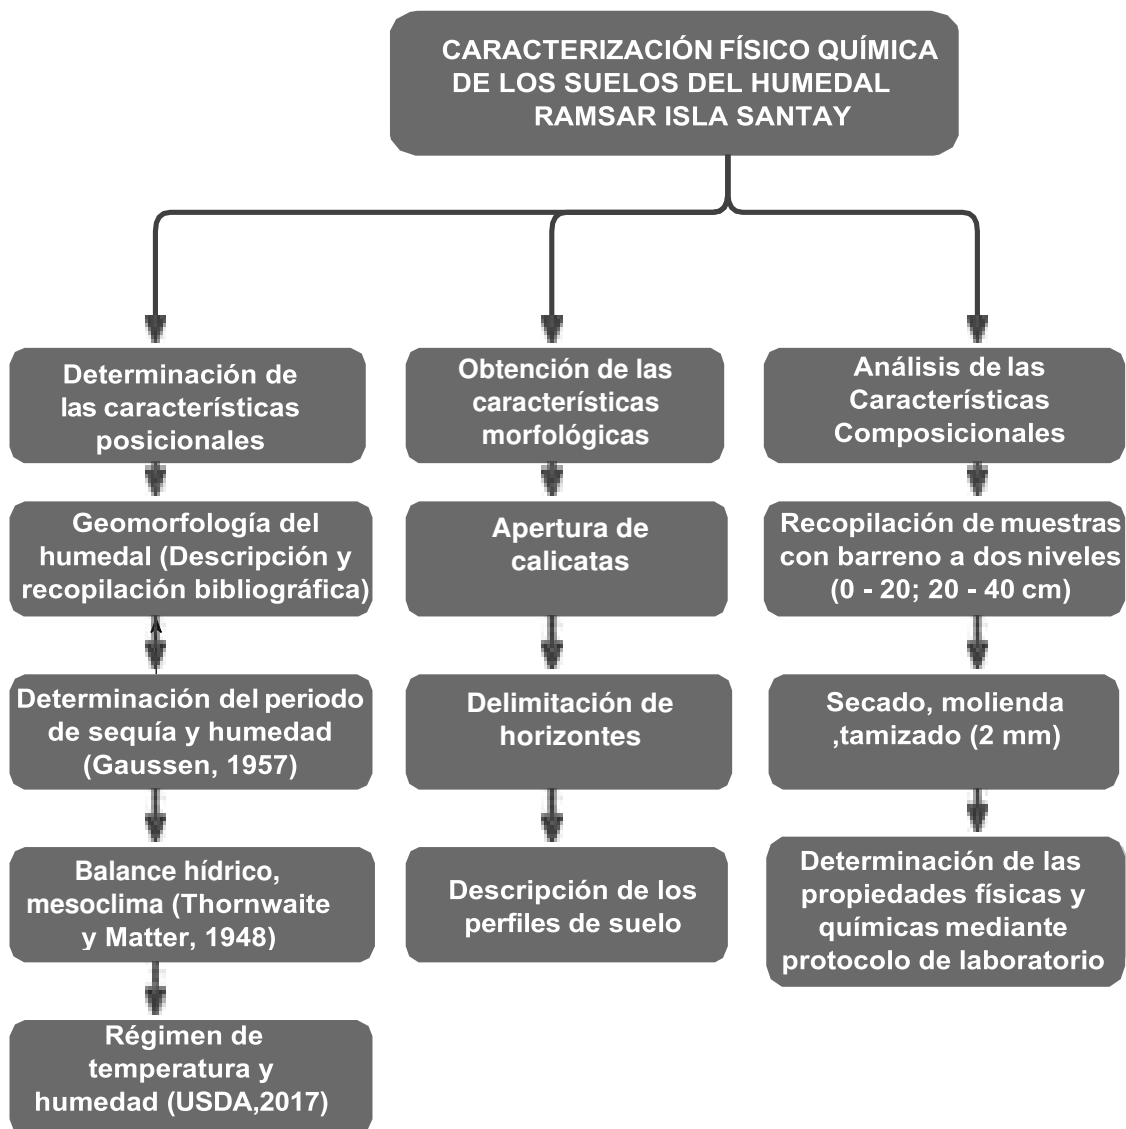 CARACTERIZACIÓN FÍSICO QUÍMICA
DE LOS SUELOS DEL HUMEDAL
RAMSAR ISLA SANTAY
Determinación de
las características
posicionales
Geomorfología del
humedal (Descripción y
recopilación bibliográfica)
Determinación del periodo
de sequía y humedad
(Gaussen, 1957)
Balance hídrico,
mesoclima (Thornwaite
y Matter, 1948)
Régimen de
temperatura y
humedad (USDA,2017)
Obtención de las
características
morfológicas
Apertura de
calicatas
Delimitación de
horizontes
Descripción de los
perfiles de suelo
Análisis de las
Características
Composicionales
Recopilación de muestras
con barreno a dos niveles
(0 - 20; 20 - 40 cm)
Secado, molienda
,tamizado (2 mm)
Determinación de las
propiedades físicas y
químicas mediante
protocolo de laboratorio